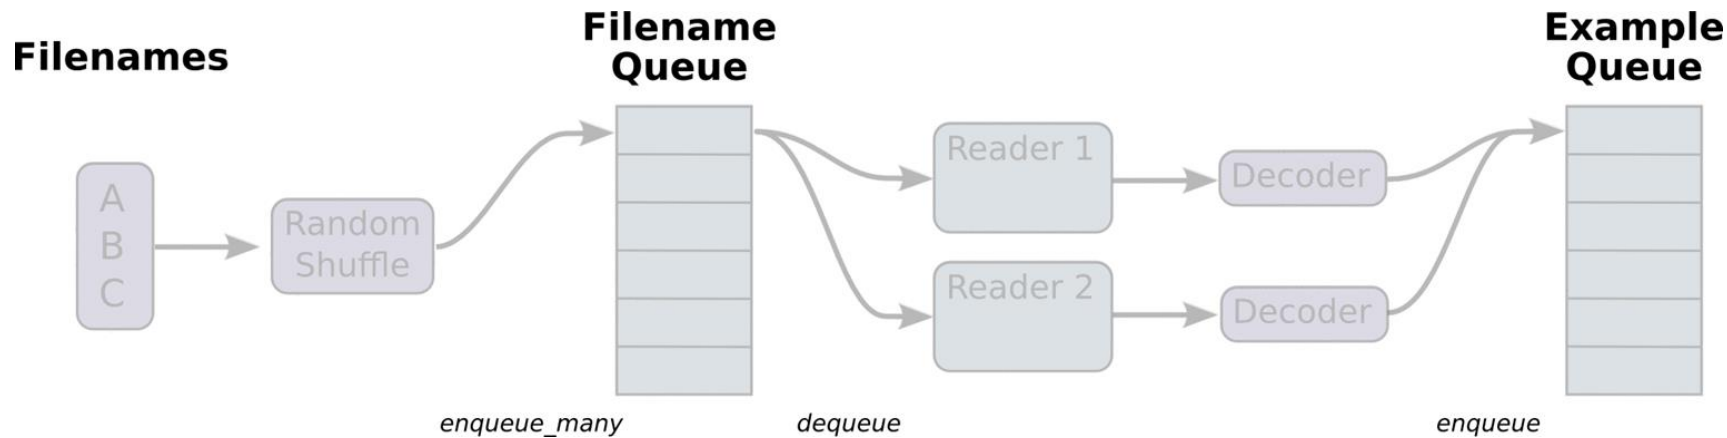 Filenames
Filename
Queue
Example
Queue
A
B
C
Random
Shuffle
Reader 1
Decoder
Reader 2
Decoder
enqueue_many
dequeue
enqueue